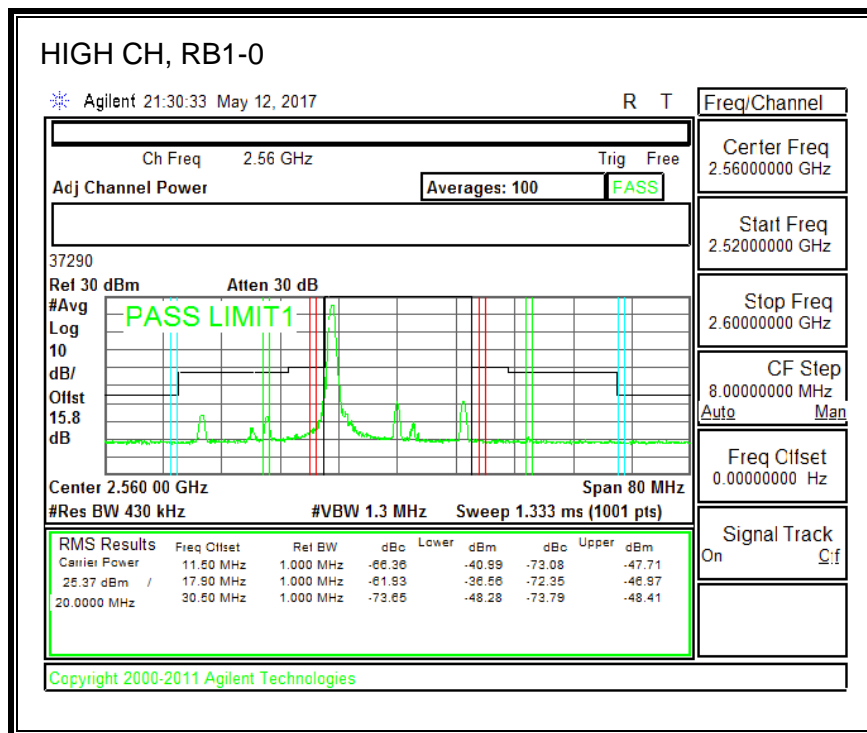 HIGH CH, RB1-0
Agilent 21:30:33 May 12, 2017 R T
Freq/Channel
Ch Freq 2.56 GHz Trig Free
Adj Channel Power Averages: 100 PASS
Center Freq
2.56000000 GHz
Start Freq
2.52000000 GHz
Stop Freq
2.60000000 GHz
CF Step
8.00000000 MHz
Auto Man
Freq Offset
0.00000000 Hz
Signal Track
On Off
37290
Ref 30 dBm Atten 30 dB
#Avg
Log
10
dB/
Offst
15.8
dB
PASS LIMIT1
Center 2.560 00 GHz Span 80 MHz
#Res BW 430 kHz #VBW 1.3 MHz Sweep 1.333 ms (1001 pts)
RMS Results Freq Offset Ref BW dBc Lower dBm dBc Upper dBm
Carrier Power 11.50 MHz 1.000 MHz -66.36 -40.99 -73.08 -47.71
25.37 dBm / 17.90 MHz 1.000 MHz -61.93 -36.56 -72.35 -46.97
20.0000 MHz 30.50 MHz 1.000 MHz -73.65 -48.28 -73.79 -48.41
Copyright 2000-2011 Agilent Technologies